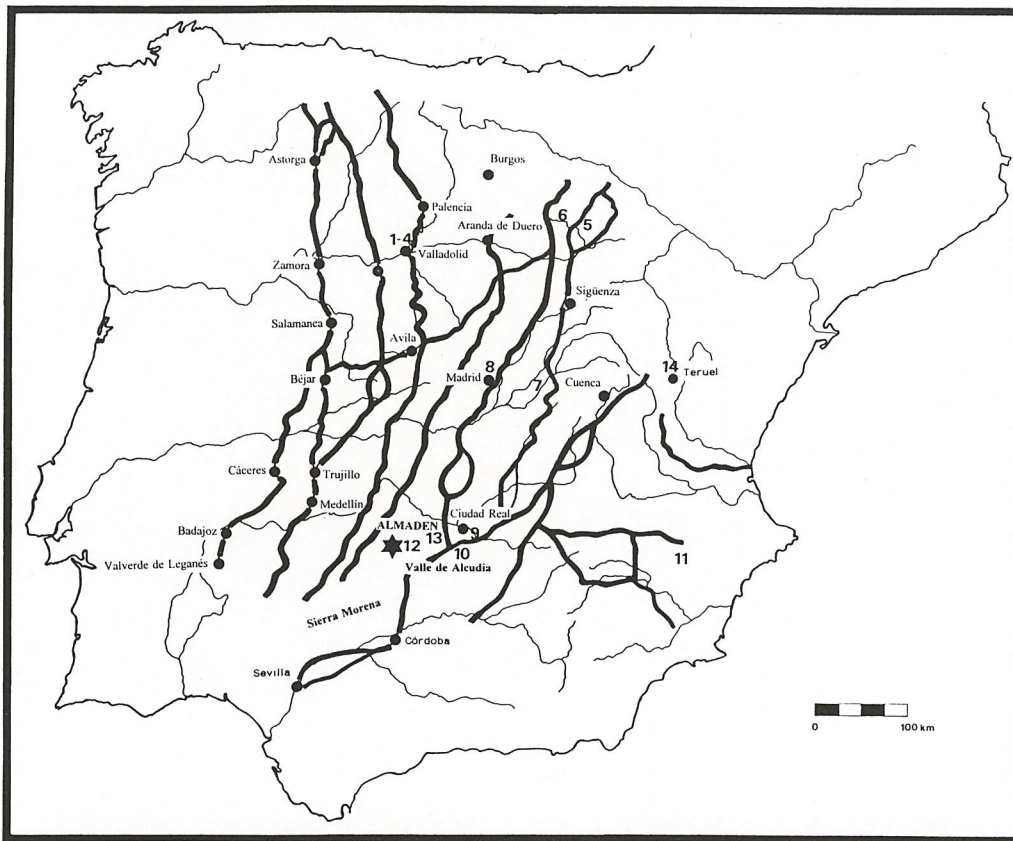 Astorga
Burgos
Palencia
6
5
Aranda de Duero
1-4
Valladolid
Zamora
Sigüenza
Salamanca
Avila
Béjar
Madrid
8
7
Cuenca
14
Teruel
Cáceres
Trujillo
Medellín
Ciudad Real
Badajoz
ALMADEN
13
9
12
10
11
Valverde de Leganés
Valle de Alcudia
Sierra Morena
Córdoba
Sevilla
0 100 km